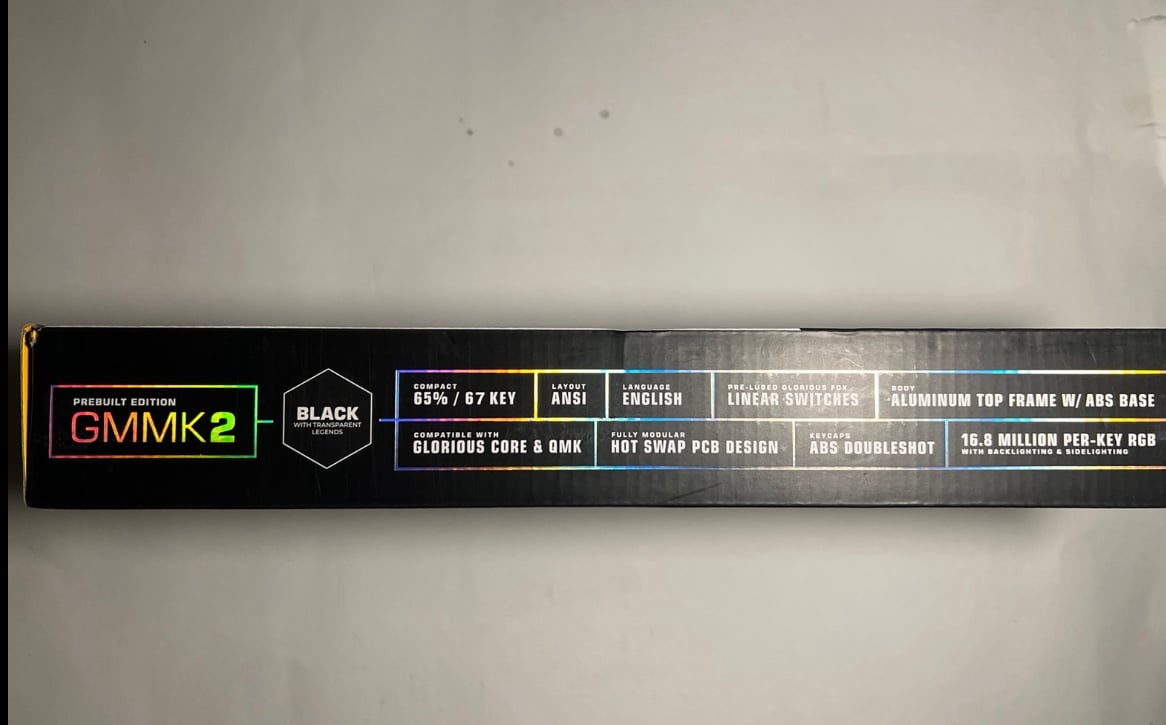 PREBUILT EDITION
GMMK2
BLACK
WITH TRANSPARENT
LEGENDS
COMPACT
65% / 67 KEY
LAYOUT
ANSI
LANGUAGE
ENGLISH
PRE-LUBED GLORIOUS FOX
LINEAR SWITCHES
BODY
ALUMINUM TOP FRAME W/ ABS BASE
COMPATIBLE WITH
GLORIOUS CORE & QMK
FULLY MODULAR
HOT SWAP PCB DESIGN
KEYCAPS
ABS DOUBLESHOT
16.8 MILLION PER-KEY RGB
WITH BACKLIGHTING & SIDELIGHTING